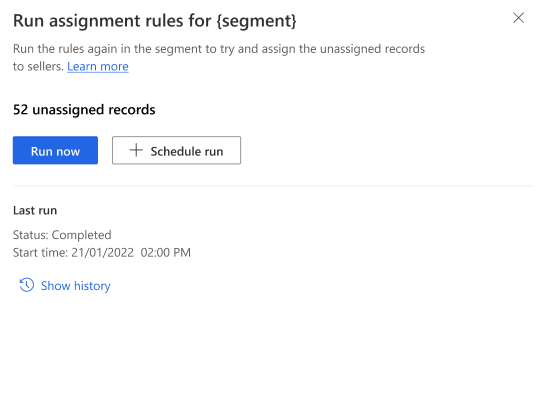 Run assignment rules for {segment}
Run the rules again in the segment to try and assign the unassigned records
to sellers. Learn more
52 unassigned records
Run now
Schedule run
Last run
Status: Completed
Start time: 21/01/2022 02:00 PM
Show history